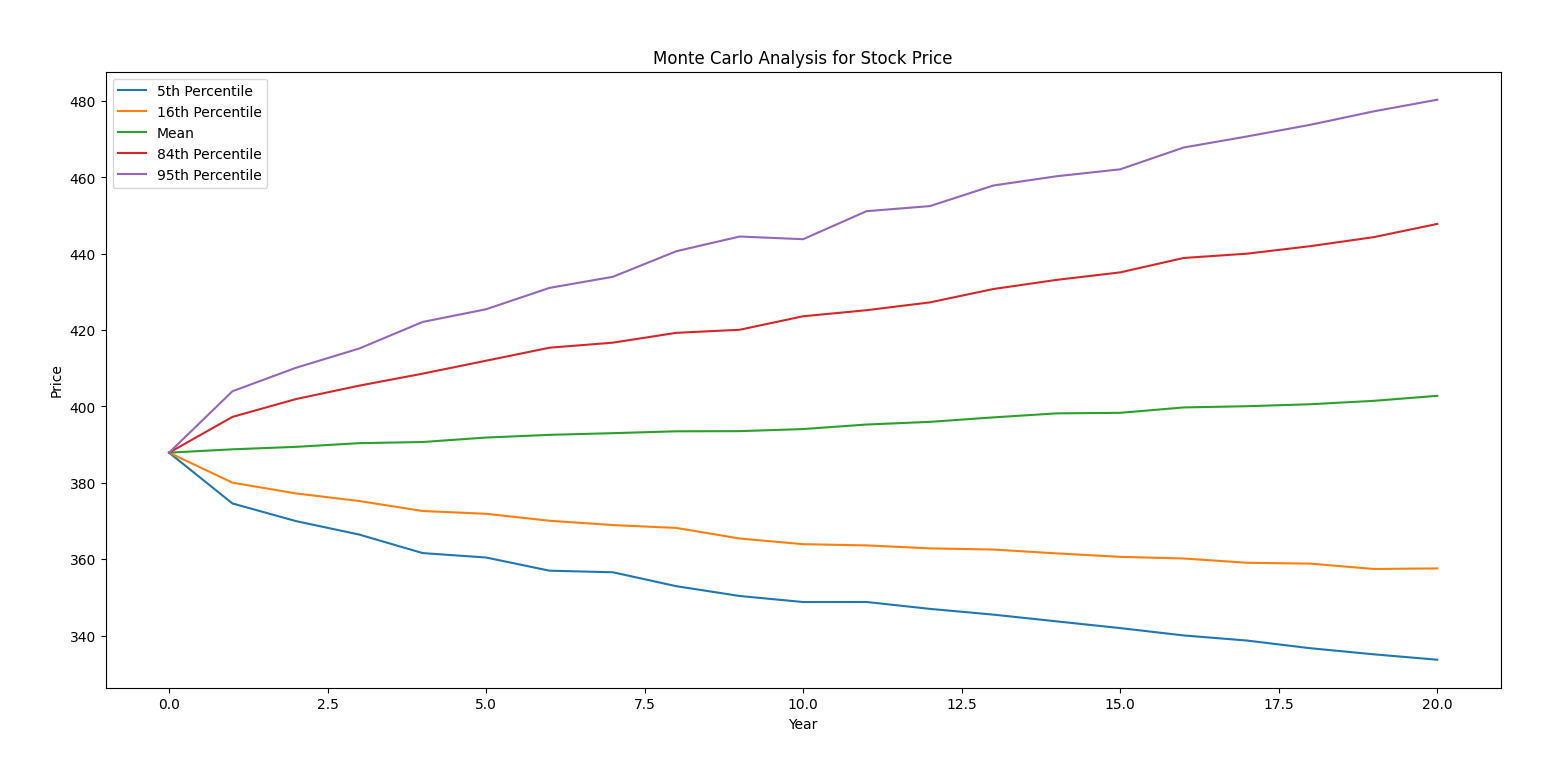 Monte Carlo Analysis for Stock Price
5th Percentile
16th Percentile
Mean
84th Percentile
95th Percentile
480
460
440
420
400
380
360
340
Price
0.0 2.5 5.0 7.5 10.0 12.5 15.0 17.5 20.0
Year